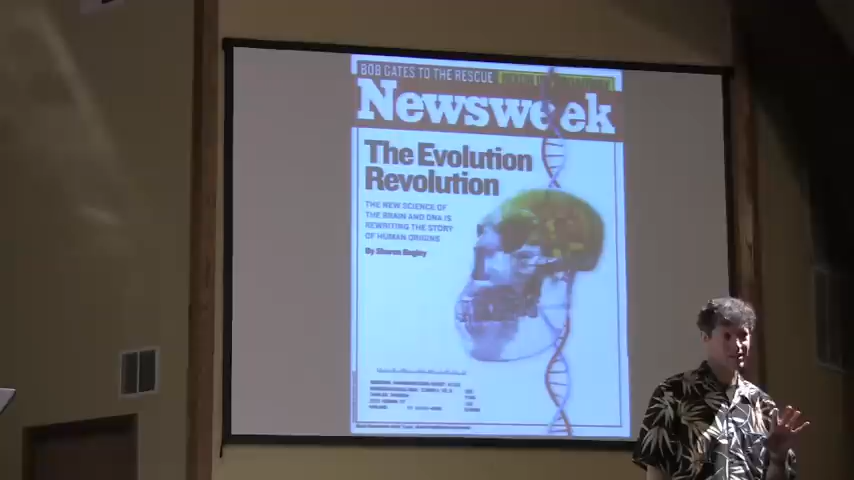 BOB GATES TO THE RESCUE
Newsweek
The Evolution
Revolution
THE NEW SCIENCE OF
THE BRAIN AND DNA IS
REWRITING THE STORY
OF HUMAN ORIGINS
By Sharon Begley